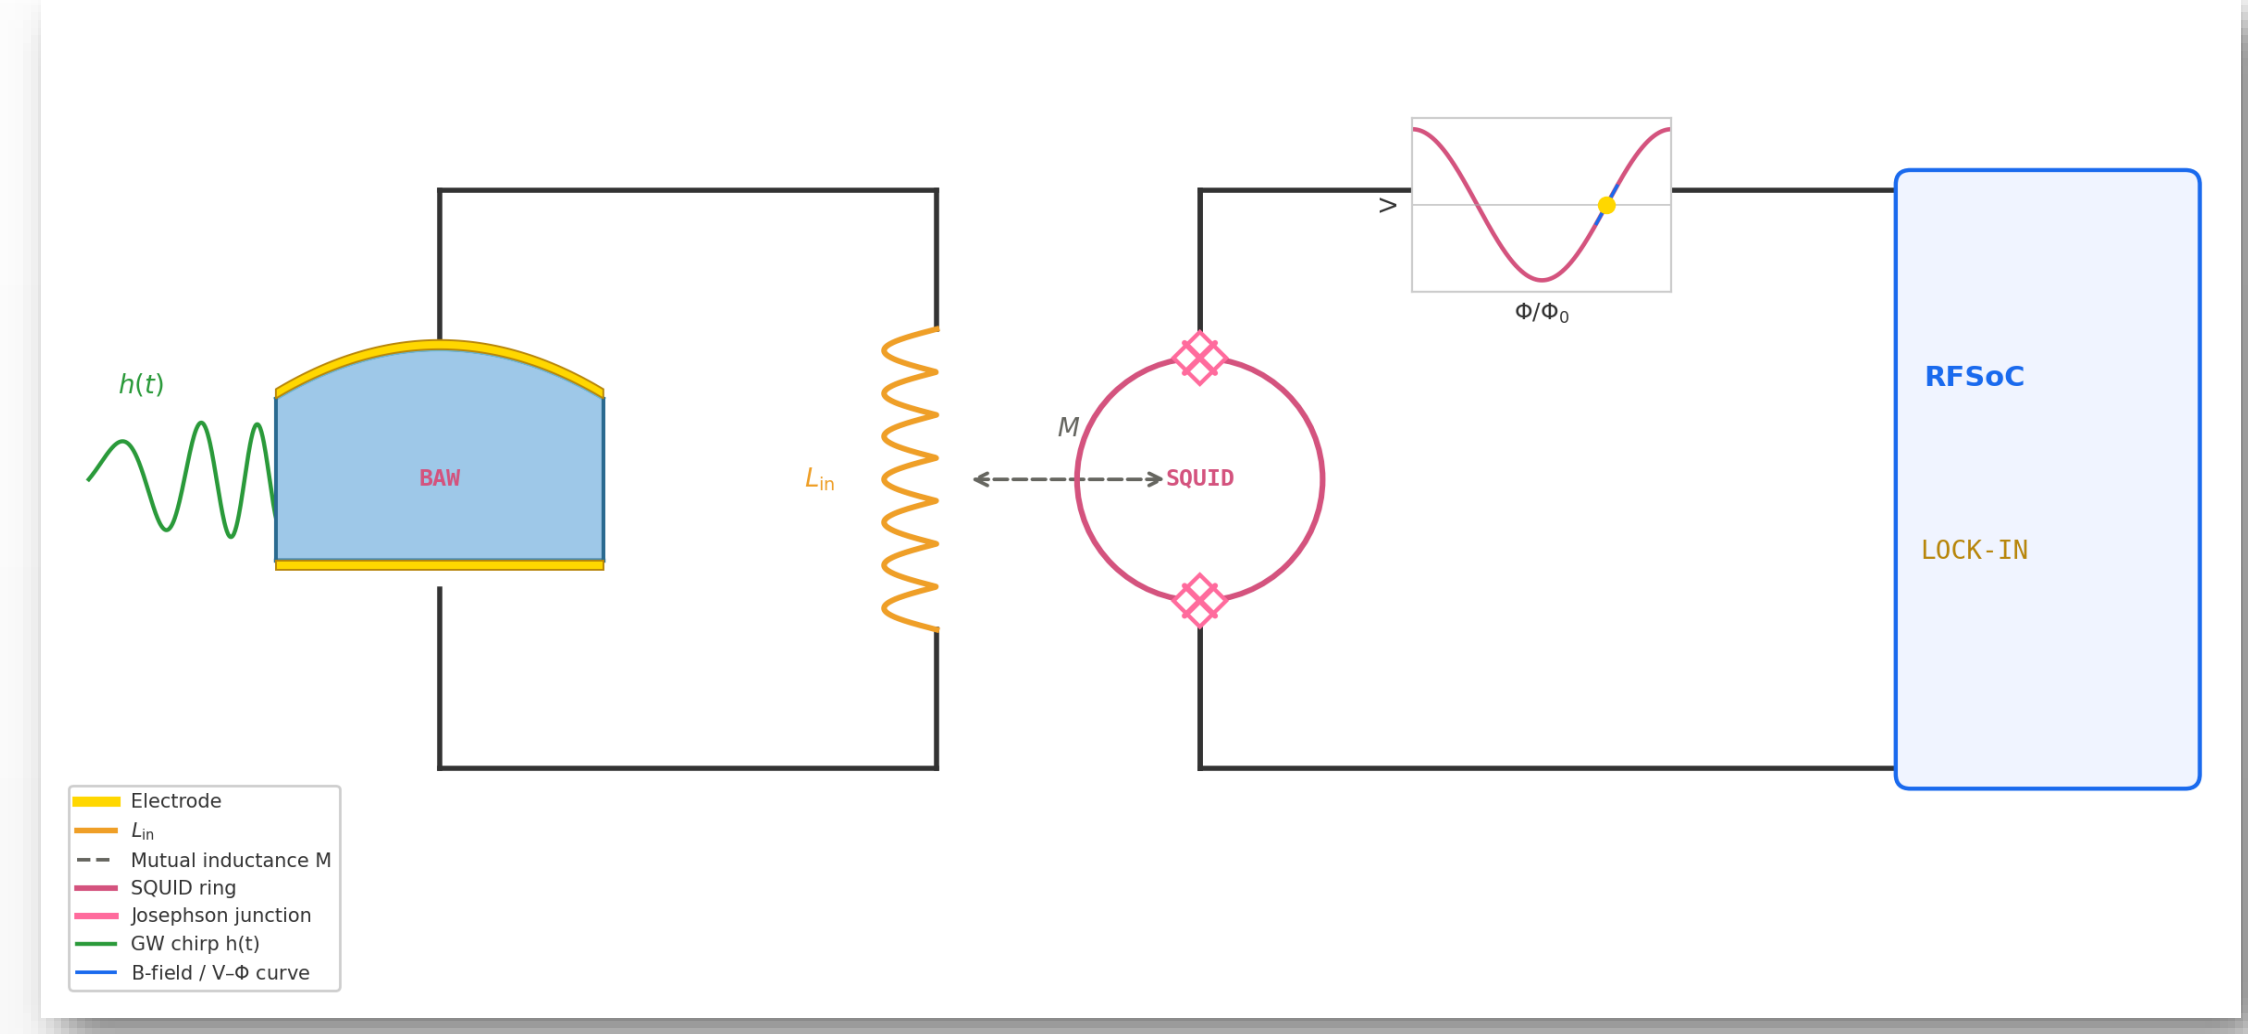 V
Φ/Φ₀
h(t)
RFSoC
M
BAW
L_in
SQUID
LOCK-IN
Electrode
L_in
Mutual inductance M
SQUID ring
Josephson junction
GW chirp h(t)
B-field / V–Φ curve